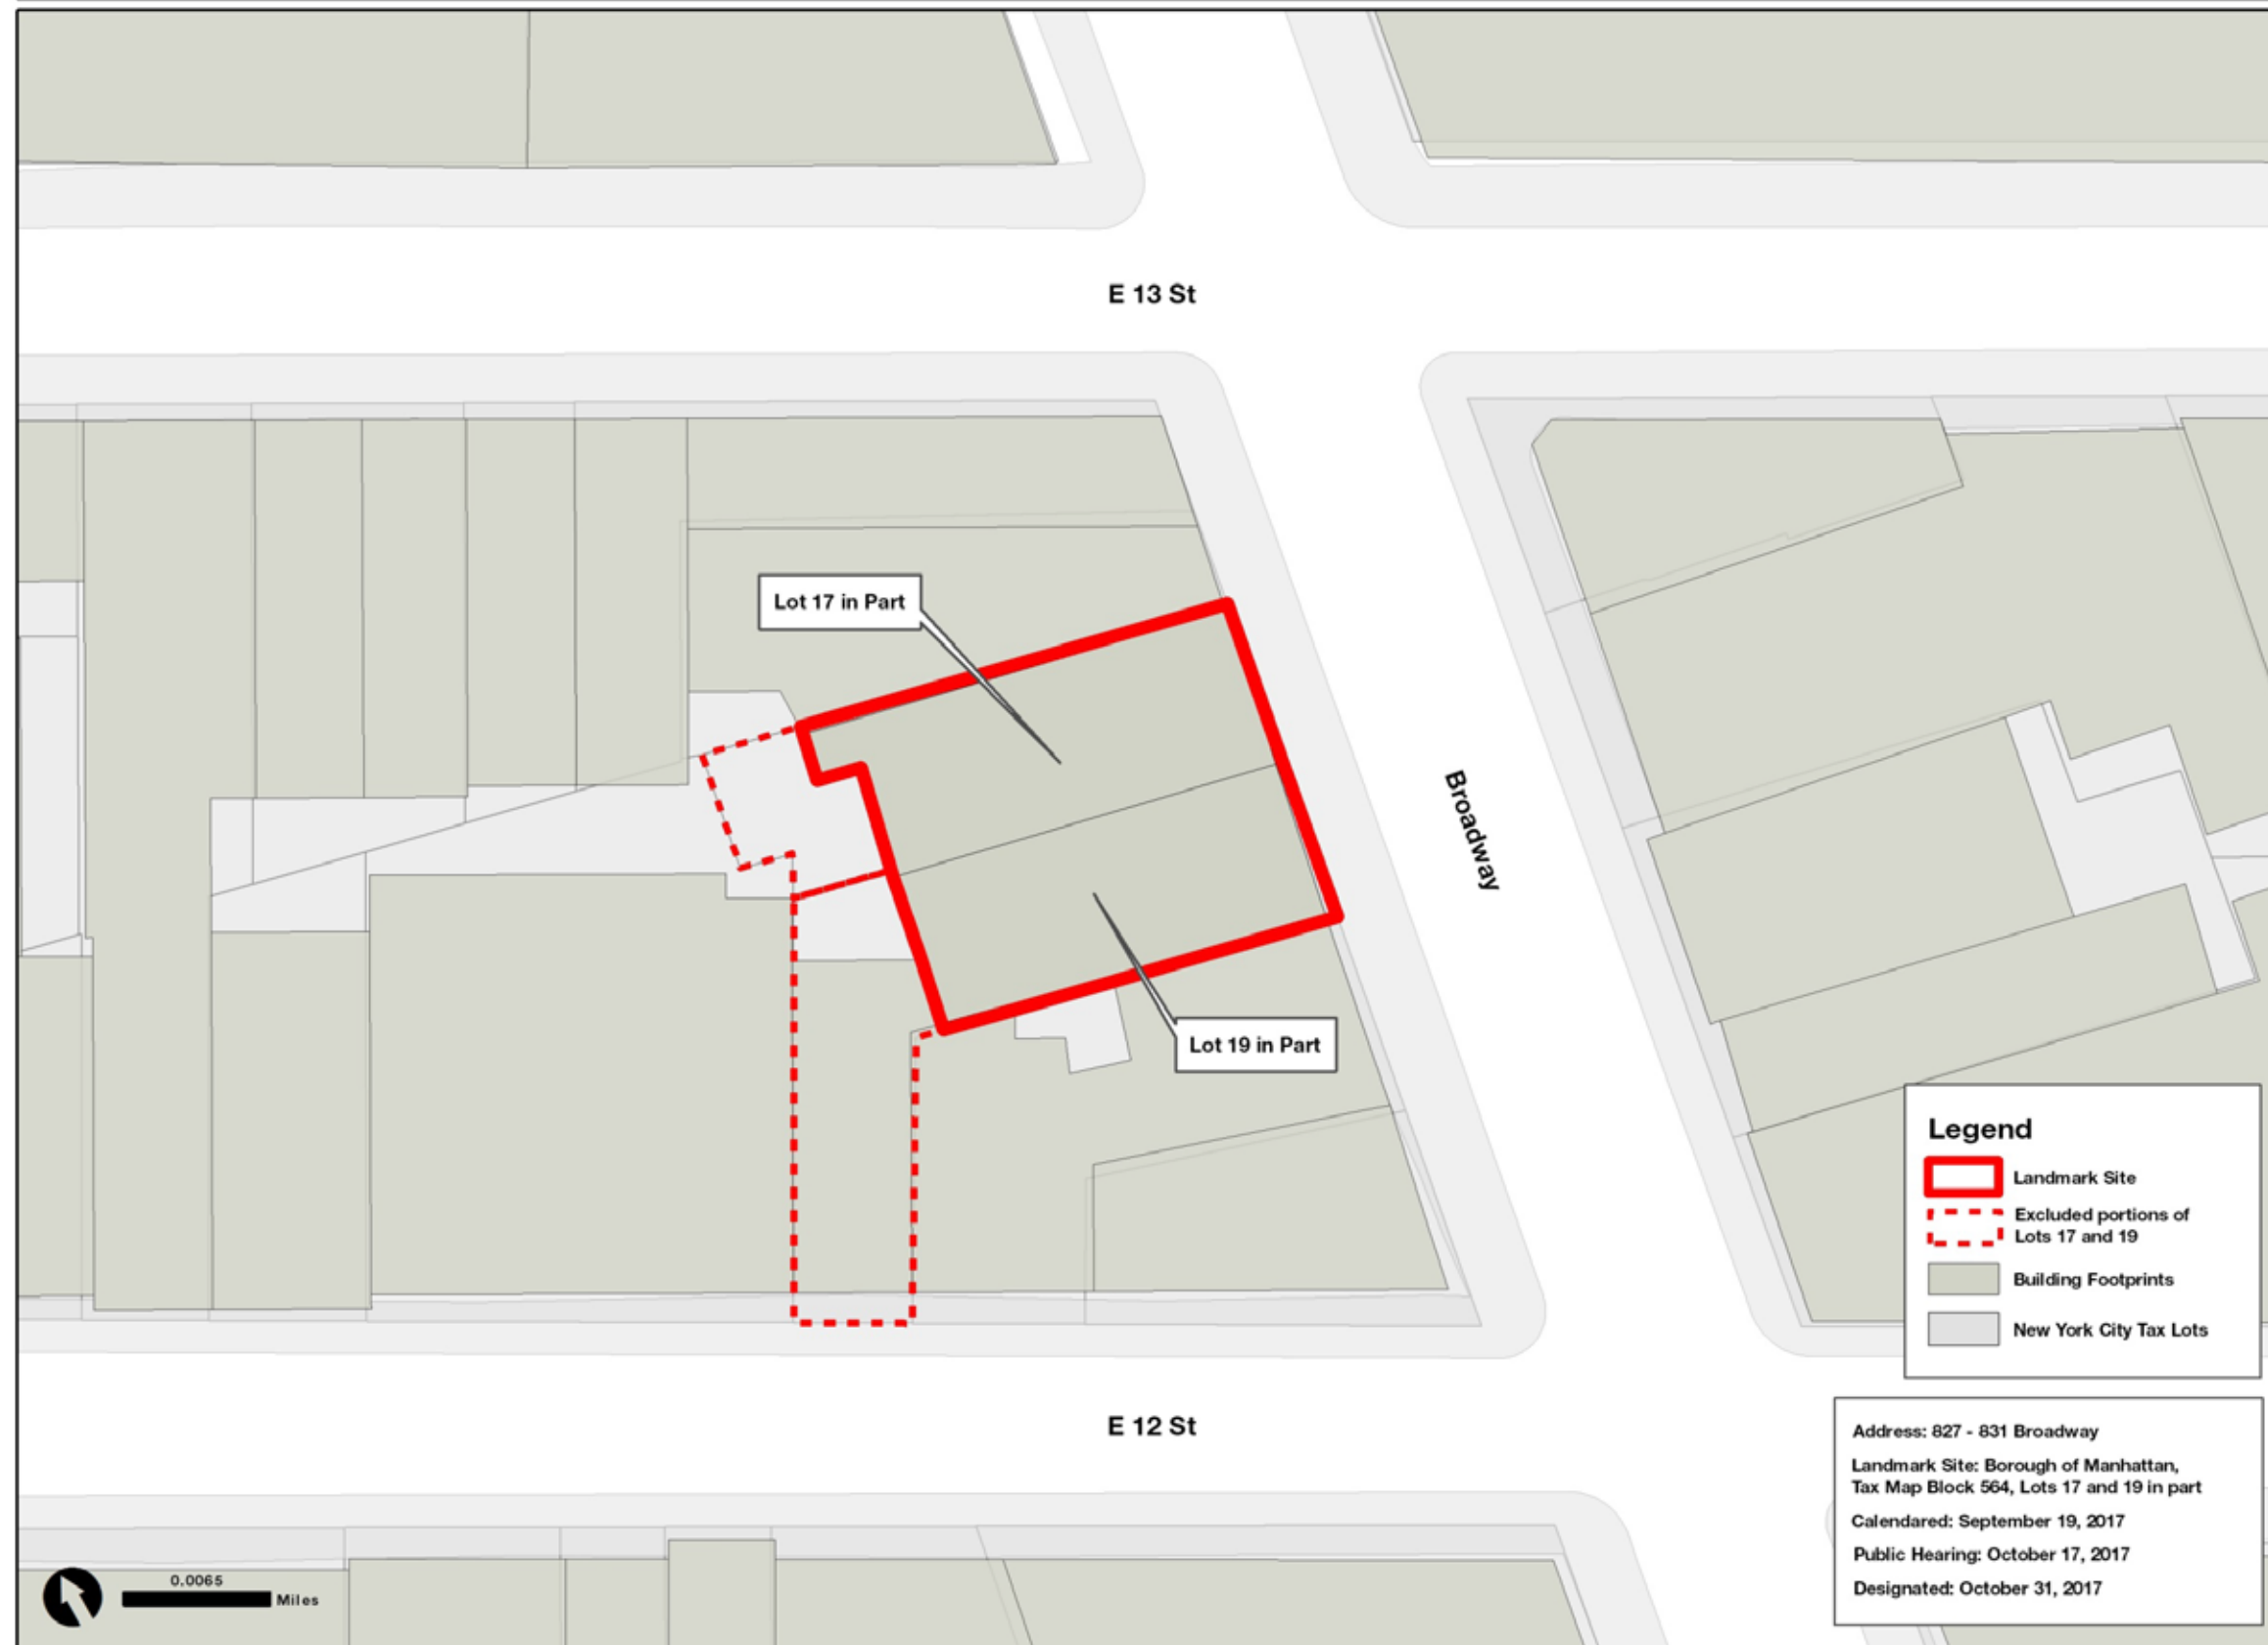 E 13 St
Lot 17 in Part
Broadway
Lot 19 in Part
Legend
Landmark Site
Excluded portions of
Lots 17 and 19
Building Footprints
New York City Tax Lots
E 12 St
Address: 827 - 831 Broadway
Landmark Site: Borough of Manhattan,
Tax Map Block 564, Lots 17 and 19 in part
Calendared: September 19, 2017
Public Hearing: October 17, 2017
Designated: October 31, 2017
0.0065
Miles